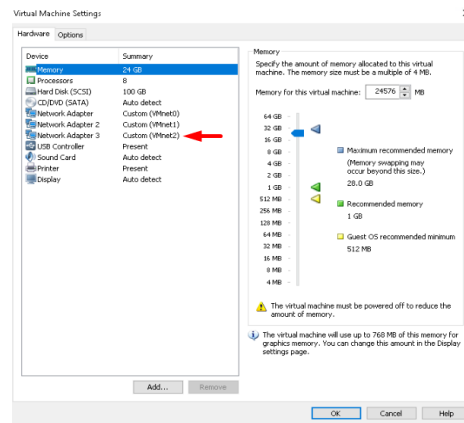 Virtual Machine Settings
Hardware Options
Device Summary
Memory 24 GB
Processors 8
Hard Disk (SCSI) 100 GB
CD/DVD (SATA) Auto detect
Network Adapter Custom (VMnet0)
Network Adapter 2 Custom (VMnet1)
Network Adapter 3 Custom (VMnet2)
USB Controller Present
Sound Card Auto detect
Printer Present
Display Auto detect
Add... Remove
Memory
Specify the amount of memory allocated to this virtual
machine. The memory size must be a multiple of 4 MB.
Memory for this virtual machine: 24576 MB
64 GB
32 GB
16 GB
8 GB
4 GB
2 GB
1 GB
512 MB
256 MB
128 MB
64 MB
32 MB
16 MB
8 MB
4 MB
Maximum recommended memory
(Memory swapping may
occur beyond this size.)
28.0 GB
Recommended memory
1 GB
Guest OS recommended minimum
512 MB
The virtual machine must be powered off to reduce the
amount of memory.
The virtual machine will use up to 768 MB of this memory for
graphics memory. You can change this amount in the Display
settings page.
OK Cancel Help